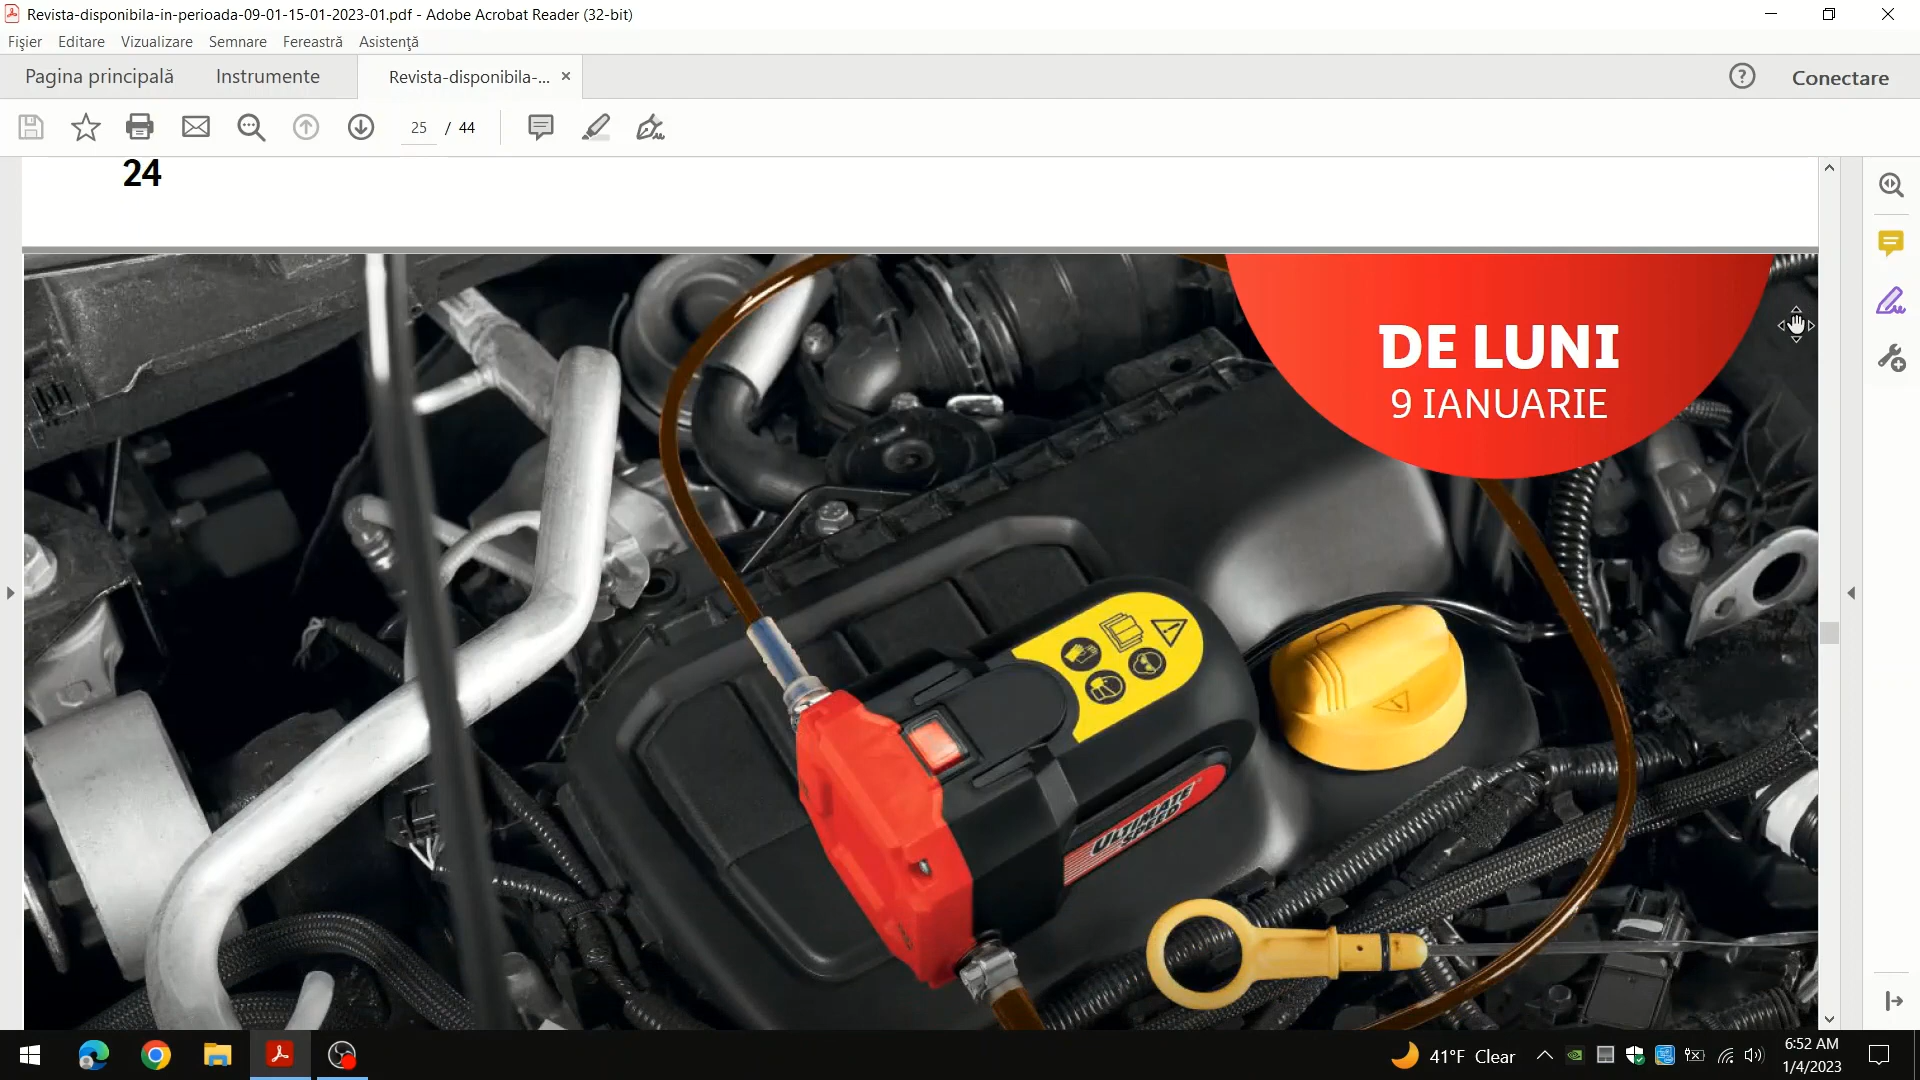 Revista-disponibila-in-perioada-09-01-15-01-2023-01.pdf - Adobe Acrobat Reader (32-bit)
Fişier Editare Vizualizare Semnare Fereastră Asistenţă
Pagina principală Instrumente Revista-disponibila-... × Conectare
25 / 44
24
DE LUNI
9 IANUARIE
ULTIMATE
SPEED
41°F Clear
6:52 AM
1/4/2023